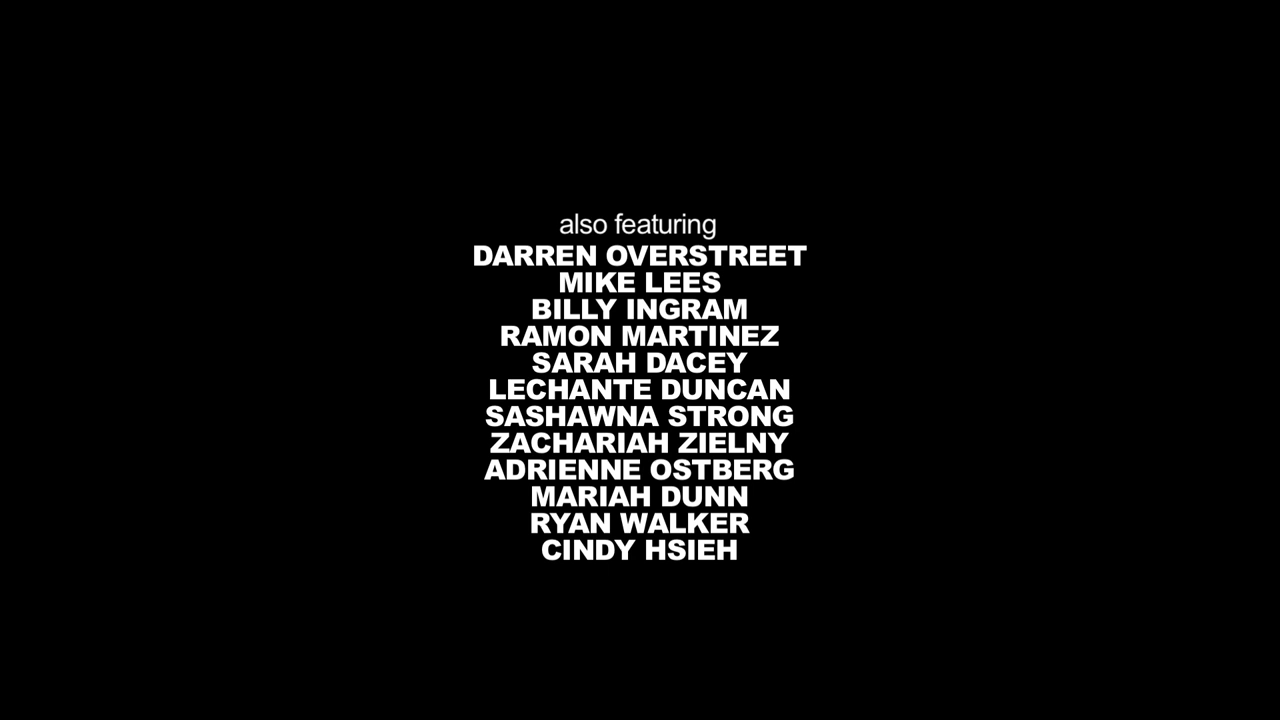 also featuring
DARREN OVERSTREET
MIKE LEES
BILLY INGRAM
RAMON MARTINEZ
SARAH DACEY
LECHANTE DUNCAN
SASHAWNA STRONG
ZACHARIAH ZIELNY
ADRIENNE OSTBERG
MARIAH DUNN
RYAN WALKER
CINDY HSIEH